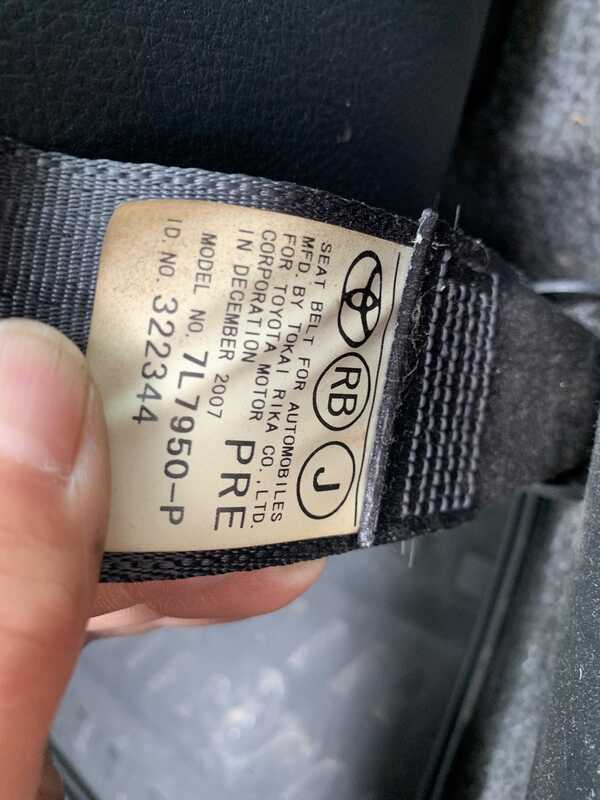 RB J
SEAT BELT FOR AUTOMOBILES
MFD. BY TOKAI RIKA CO., LTD.
FOR TOYOTA MOTOR
CORPORATION
IN DECEMBER 2007 PRE
MODEL NO. 7L7950-P
I D. NO. 322344